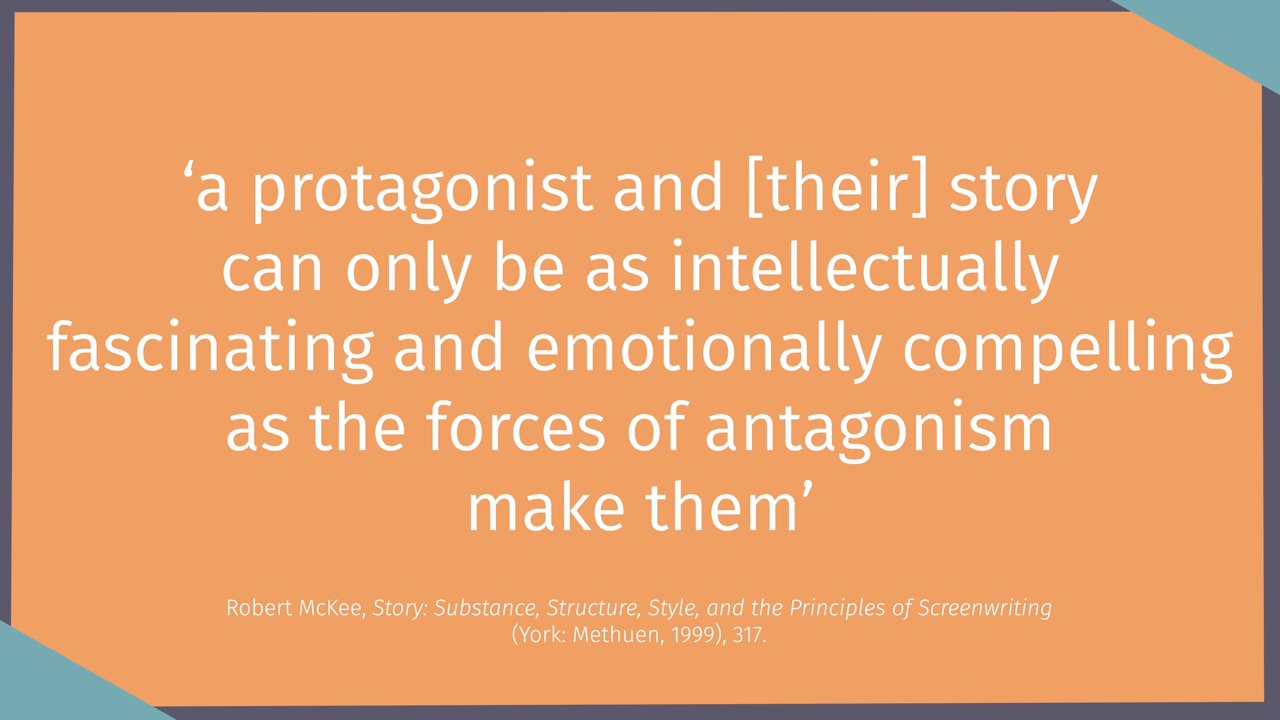 ‘a protagonist and [their] story
can only be as intellectually
fascinating and emotionally compelling
as the forces of antagonism
make them’
Robert McKee, Story: Substance, Structure, Style, and the Principles of Screenwriting
(York: Methuen, 1999), 317.